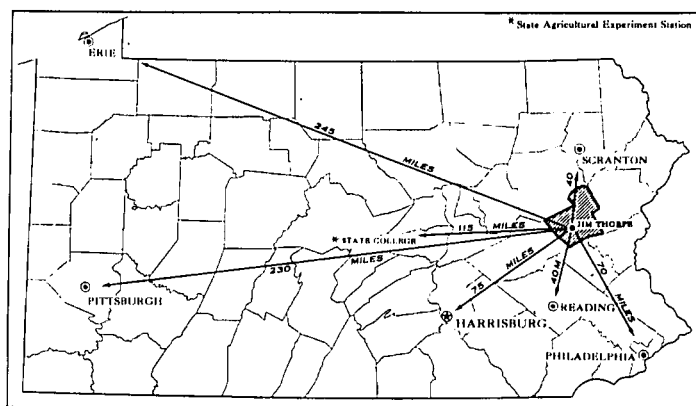 * State Agricultural Experiment Station
ERIE
245 MILES
SCRANTON
40
JIM THORPE
115 MILES
* STATE COLLEGE
230 MILES
75 MILES
40 M
70 MILES
PITTSBURGH
READING
HARRISBURG
PHILADELPHIA